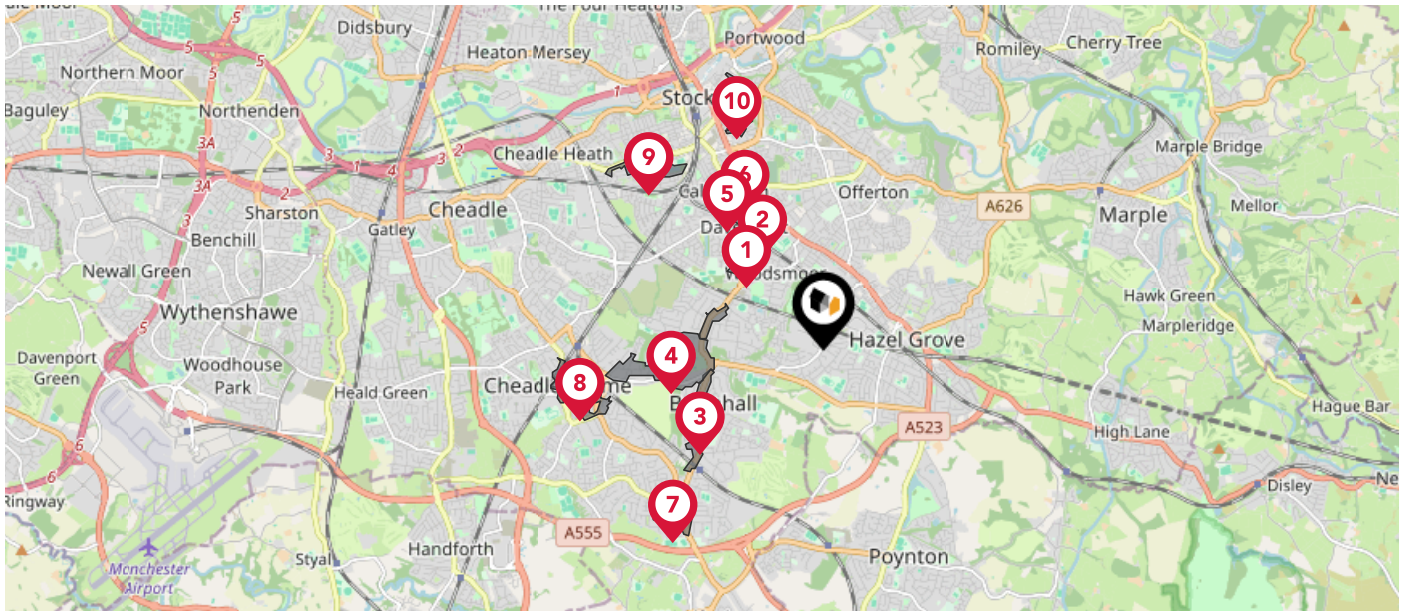 The Four Heatons
Didsbury
Portwood
Cherry Tree
Romiley
5
5
5
5
Heaton Mersey
Northern Moor
1
Stock
10
Baguley
Northenden
3A
3
1
4
3
2
Cheadle Heath
9
Marple Bridge
3A
2
6
5
Offerton
A626
Marple
Mellor
Sharston
Cheadle
Gatley
2
Benchill
1
Newall Green
Hawk Green
Wythenshawe
5
Marpleridge
Hazel Grove
Davenport
Green
Woodhouse
Park
4
Heald Green
8
3
Hague Bar
A523
High Lane
6
6
Disley
Ringway
7
A555
Handforth
Styal
Poynton
Manchester
Airport